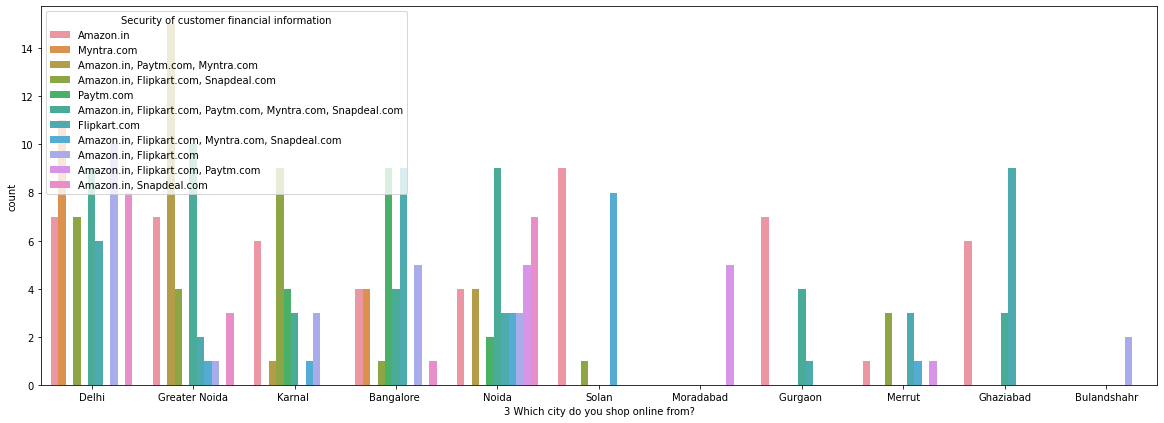 Security of customer financial information
Amazon.in
Myntra.com
Amazon.in, Paytm.com, Myntra.com
Amazon.in, Flipkart.com, Snapdeal.com
Paytm.com
Amazon.in, Flipkart.com, Paytm.com, Myntra.com, Snapdeal.com
Flipkart.com
Amazon.in, Flipkart.com, Myntra.com, Snapdeal.com
Amazon.in, Flipkart.com
Amazon.in, Flipkart.com, Paytm.com
Amazon.in, Snapdeal.com
14
12
10
8
6
4
2
0
count
Delhi Greater Noida Karnal Bangalore Noida Solan Moradabad Gurgaon Merrut Ghaziabad Bulandshahr
3 Which city do you shop online from?